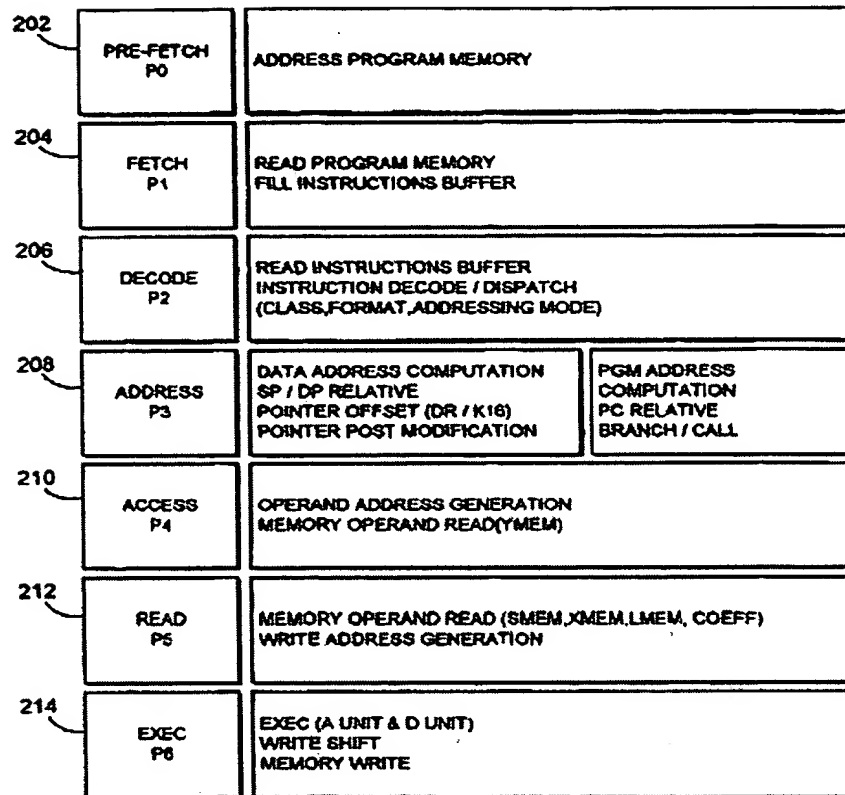 202
PRE-FETCH
P0
ADDRESS PROGRAM MEMORY
204
FETCH
P1
READ PROGRAM MEMORY
FILL INSTRUCTIONS BUFFER
206
DECODE
P2
READ INSTRUCTIONS BUFFER
INSTRUCTION DECODE / DISPATCH
(CLASS,FORMAT,ADDRESSING MODE)
208
ADDRESS
P3
DATA ADDRESS COMPUTATION
SP / DP RELATIVE
POINTER OFFSET (DR / K16)
POINTER POST MODIFICATION
PGM ADDRESS
COMPUTATION
PC RELATIVE
BRANCH / CALL
210
ACCESS
P4
OPERAND ADDRESS GENERATION
MEMORY OPERAND READ(YMEM)
212
READ
P5
MEMORY OPERAND READ (SMEM,XMEM,LMEM, COEFF)
WRITE ADDRESS GENERATION
214
EXEC
P6
EXEC (A UNIT & D UNIT)
WRITE SHIFT
MEMORY WRITE